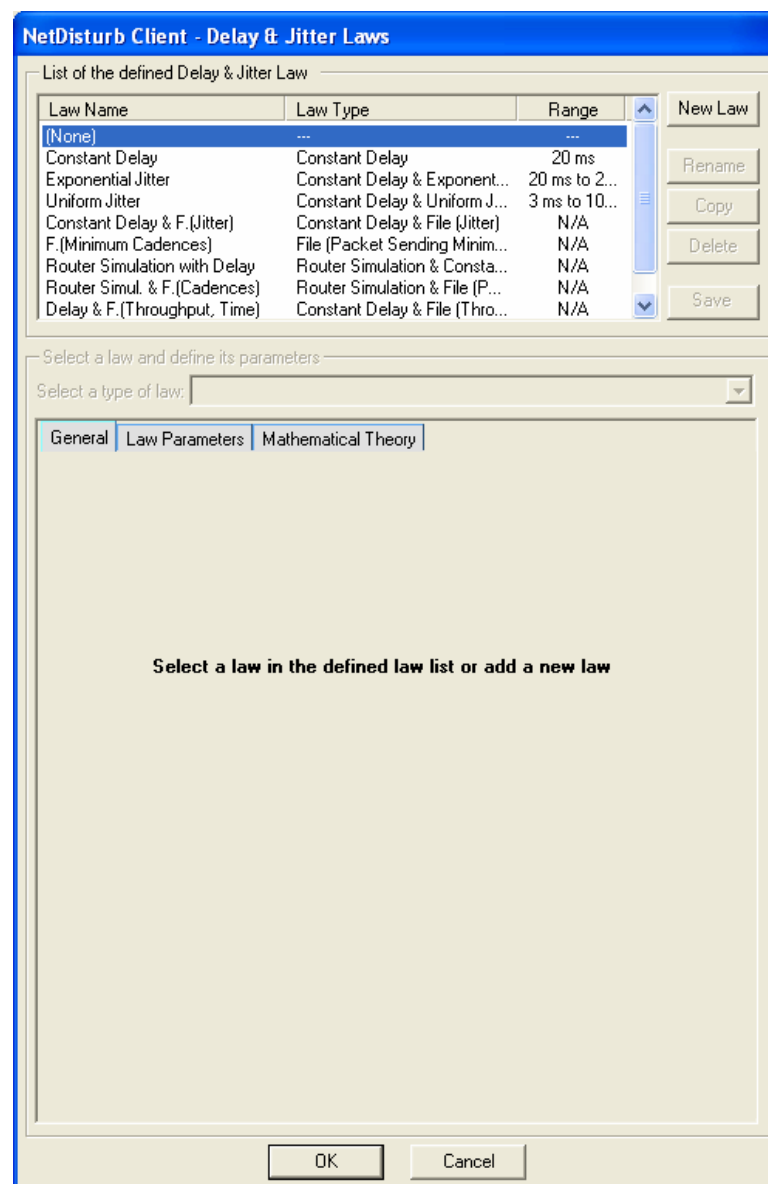 NetDisturb Client - Delay & Jitter Laws
List of the defined Delay & Jitter Law
Law Name Law Type Range
(None) --- ---
Constant Delay Constant Delay 20 ms
Exponential Jitter Constant Delay & Exponent... 20 ms to 2...
Uniform Jitter Constant Delay & Uniform J... 3 ms to 10...
Constant Delay & F.(Jitter) Constant Delay & File (Jitter) N/A
F.(Minimum Cadences) File (Packet Sending Minim... N/A
Router Simulation with Delay Router Simulation & Consta... N/A
Router Simul. & F.(Cadences) Router Simulation & File (P... N/A
Delay & F.(Throughput, Time) Constant Delay & File (Thro... N/A
New Law
Rename
Copy
Delete
Save
Select a law and define its parameters
Select a type of law:
General Law Parameters Mathematical Theory
Select a law in the defined law list or add a new law
OK Cancel